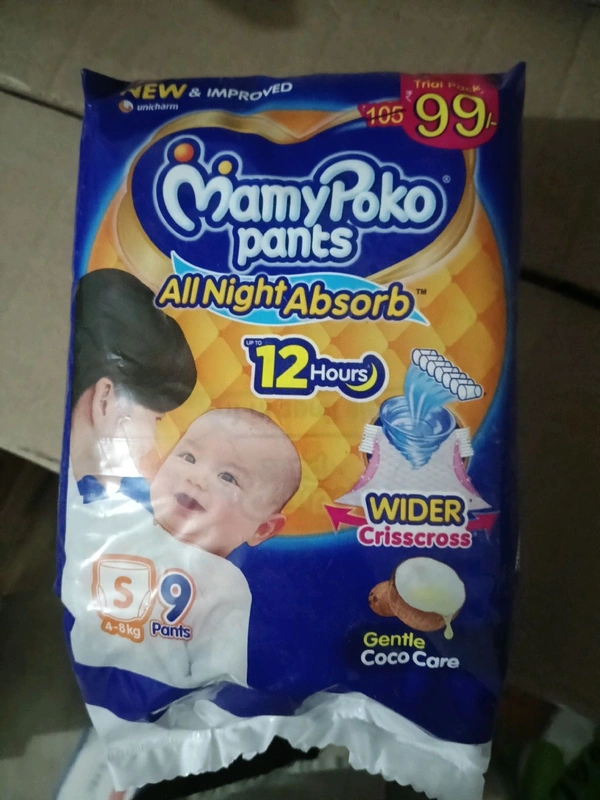 NEW & IMPROVED
unicharm
Trial Pack
105 ₹99/-
MamyPoko®
pants
All Night Absorb™
UP TO
12 Hours
WIDER
Crisscross
S 9
4-8kg Pants
Gentle
Coco Care